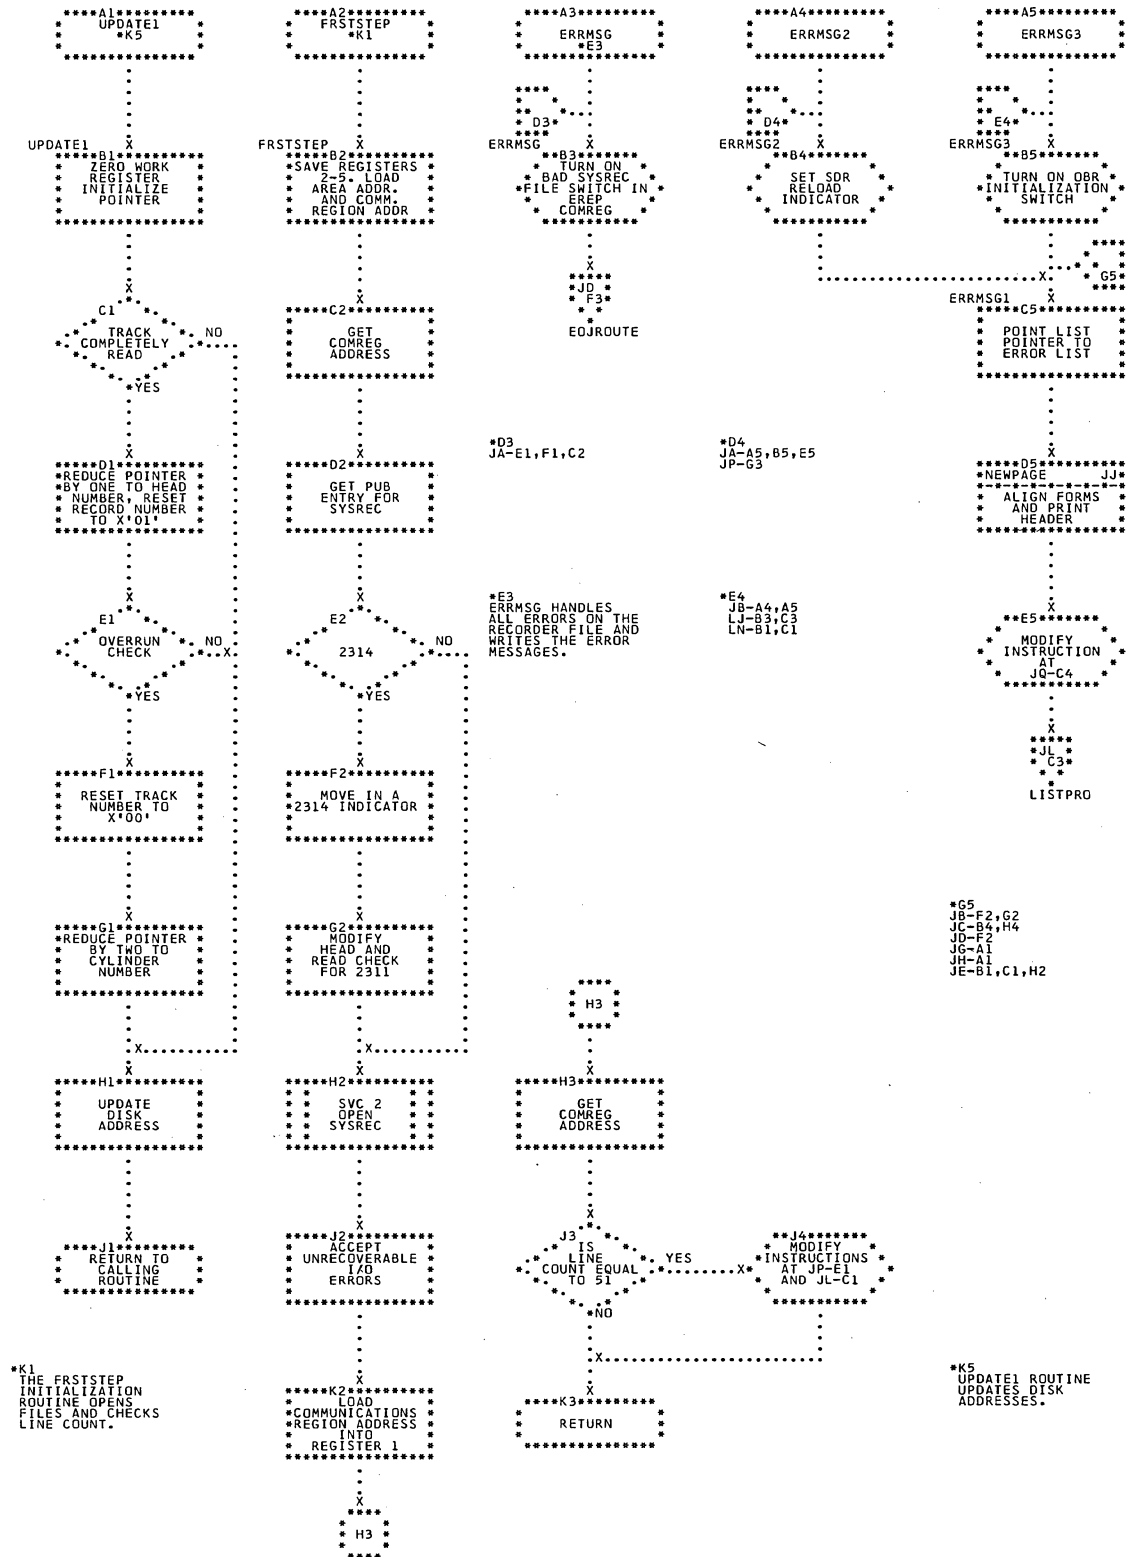 A1
UPDATE1
*K5
UPDATE1
B1
ZERO WORK
REGISTER
INITIALIZE
POINTER
C1
TRACK
COMPLETELY
READ
NO
*YES
D1
REDUCE POINTER
BY ONE TO HEAD
NUMBER, RESET
RECORD NUMBER
TO X'01'
E1
OVERRUN
CHECK
NO
*YES
F1
RESET TRACK
NUMBER TO
X'00'
G1
REDUCE POINTER
BY TWO TO
CYLINDER
NUMBER
H1
UPDATE
DISK
ADDRESS
J1
RETURN TO
CALLING
ROUTINE
*K1
THE FRSTSTEP
INITIALIZATION
ROUTINE OPENS
FILES AND CHECKS
LINE COUNT.
A2
FRSTSTEP
*K1
FRSTSTEP
B2
SAVE REGISTERS
2-5. LOAD
AREA ADDR.
AND COMM.
REGION ADDR
C2
GET
COMREG
ADDRESS
D2
GET PUB
ENTRY FOR
SYSREC
E2
2314
NO
*YES
F2
MOVE IN A
2314 INDICATOR
G2
MODIFY
HEAD AND
READ CHECK
FOR 2311
H2
SVC 2
OPEN
SYSREC
J2
ACCEPT
UNRECOVERABLE
I/O
ERRORS
K2
LOAD
COMMUNICATIONS
REGION ADDRESS
INTO
REGISTER 1
H3
A3
ERRMSG
*E3
D3
ERRMSG
B3
TURN ON
BAD SYSREC
FILE SWITCH IN
EREP
COMREG
JD
F3
EOJROUTE
*D3
JA-E1,F1,C2
*E3
ERRMSG HANDLES
ALL ERRORS ON THE
RECORDER FILE AND
WRITES THE ERROR
MESSAGES.
H3
H3
GET
COMREG
ADDRESS
J3
IS
LINE
COUNT EQUAL
TO 51
YES
*NO
K3
RETURN
A4
ERRMSG2
D4
ERRMSG2
B4
SET SDR
RELOAD
INDICATOR
*D4
JA-A5,B5,E5
JP-G3
*E4
JB-A4,A5
LJ-B3,C3
LN-B1,C1
J4
MODIFY
INSTRUCTIONS
AT JP-E1
AND JL-C1
A5
ERRMSG3
E4
ERRMSG3
B5
TURN ON OBR
INITIALIZATION
SWITCH
G5
ERRMSG1
C5
POINT LIST
POINTER TO
ERROR LIST
D5
NEWPAGE JJ
ALIGN FORMS
AND PRINT
HEADER
E5
MODIFY
INSTRUCTION
AT
JQ-C4
JL
C3
LISTPRO
*G5
JB-F2,G2
JC-B4,H4
JD-F2
JG-A1
JH-A1
JE-B1,C1,H2
*K5
UPDATE1 ROUTINE
UPDATES DISK
ADDRESSES.